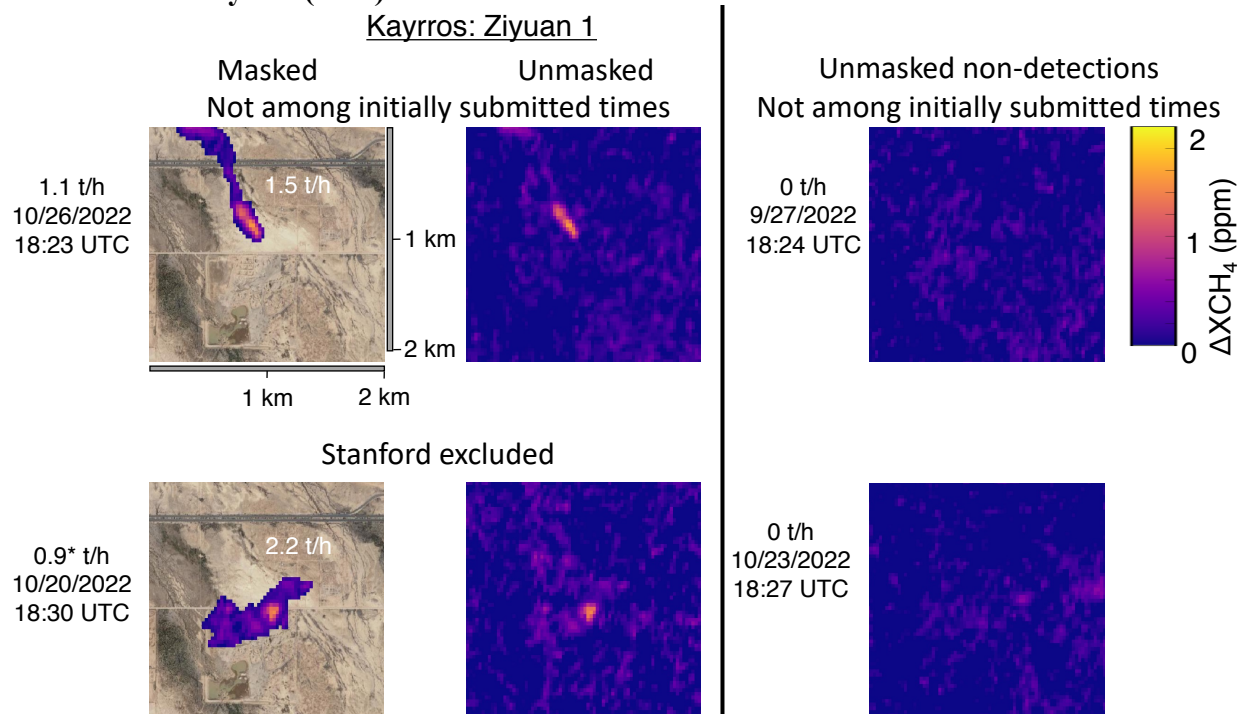 Kayrros: Ziyuan 1
Masked
Unmasked
Not among initially submitted times
1.1 t/h
10/26/2022
18:23 UTC
1.5 t/h
1 km
2 km
1 km
2 km
Stanford excluded
0.9* t/h
10/20/2022
18:30 UTC
2.2 t/h
Unmasked non-detections
Not among initially submitted times
0 t/h
9/27/2022
18:24 UTC
2
1
0
ΔXCH₄ (ppm)
0 t/h
10/23/2022
18:27 UTC